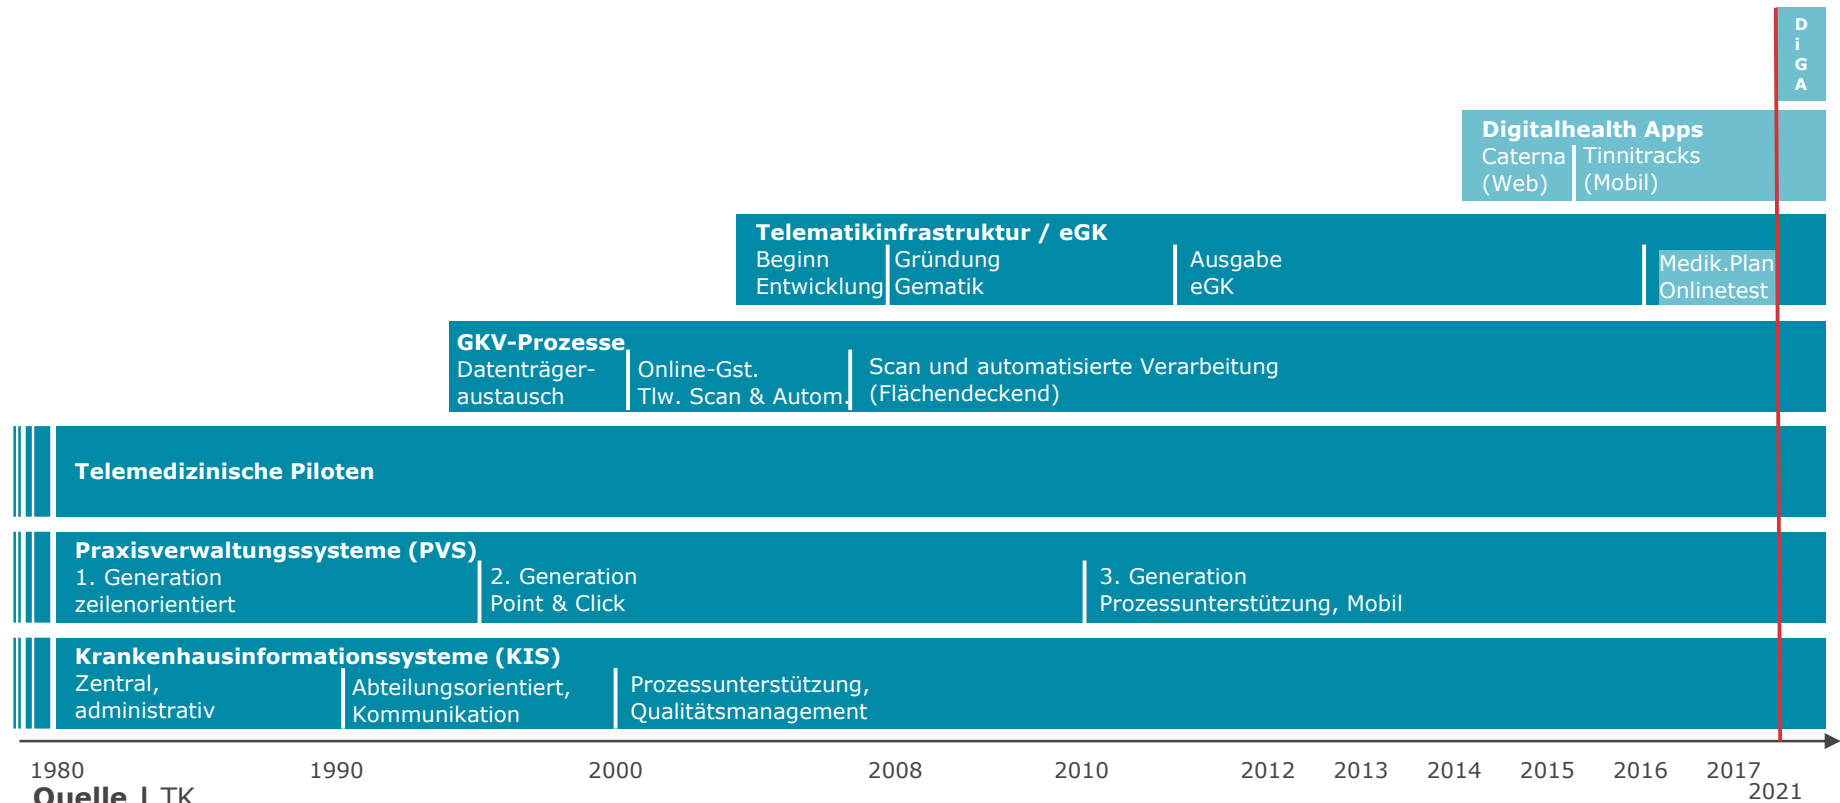 D
i
G
A
Digitalhealth Apps
Caterna
(Web)
Tinnitracks
(Mobil)
Telematikinfrastruktur / eGK
Beginn
Entwicklung
Gründung
Gematik
Ausgabe
eGK
Medik.Plan
Onlinetest
GKV-Prozesse
Datenträger-
austausch
Online-Gst.
Tlw. Scan & Autom.
Scan und automatisierte Verarbeitung
(Flächendeckend)
Telemedizinische Piloten
Praxisverwaltungssysteme (PVS)
1. Generation
zeilenorientiert
2. Generation
Point & Click
3. Generation
Prozessunterstützung, Mobil
Krankenhausinformationssysteme (KIS)
Zentral,
administrativ
Abteilungsorientiert,
Kommunikation
Prozessunterstützung,
Qualitätsmanagement
1980 1990 2000 2008 2010 2012 2013 2014 2015 2016 2017
2021
Quelle | TK